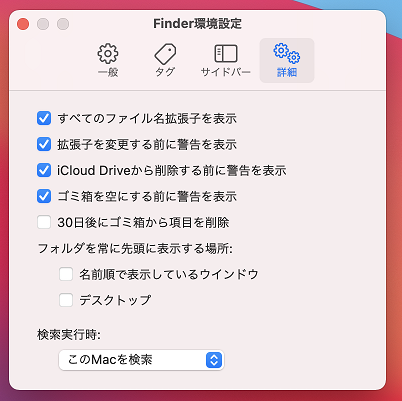 Finder環境設定
一般
タグ
サイドバー
詳細
すべてのファイル名拡張子を表示
拡張子を変更する前に警告を表示
iCloud Driveから削除する前に警告を表示
ゴミ箱を空にする前に警告を表示
30日後にゴミ箱から項目を削除
フォルダを常に先頭に表示する場所:
名前順で表示しているウインドウ
デスクトップ
検索実行時:
このMacを検索